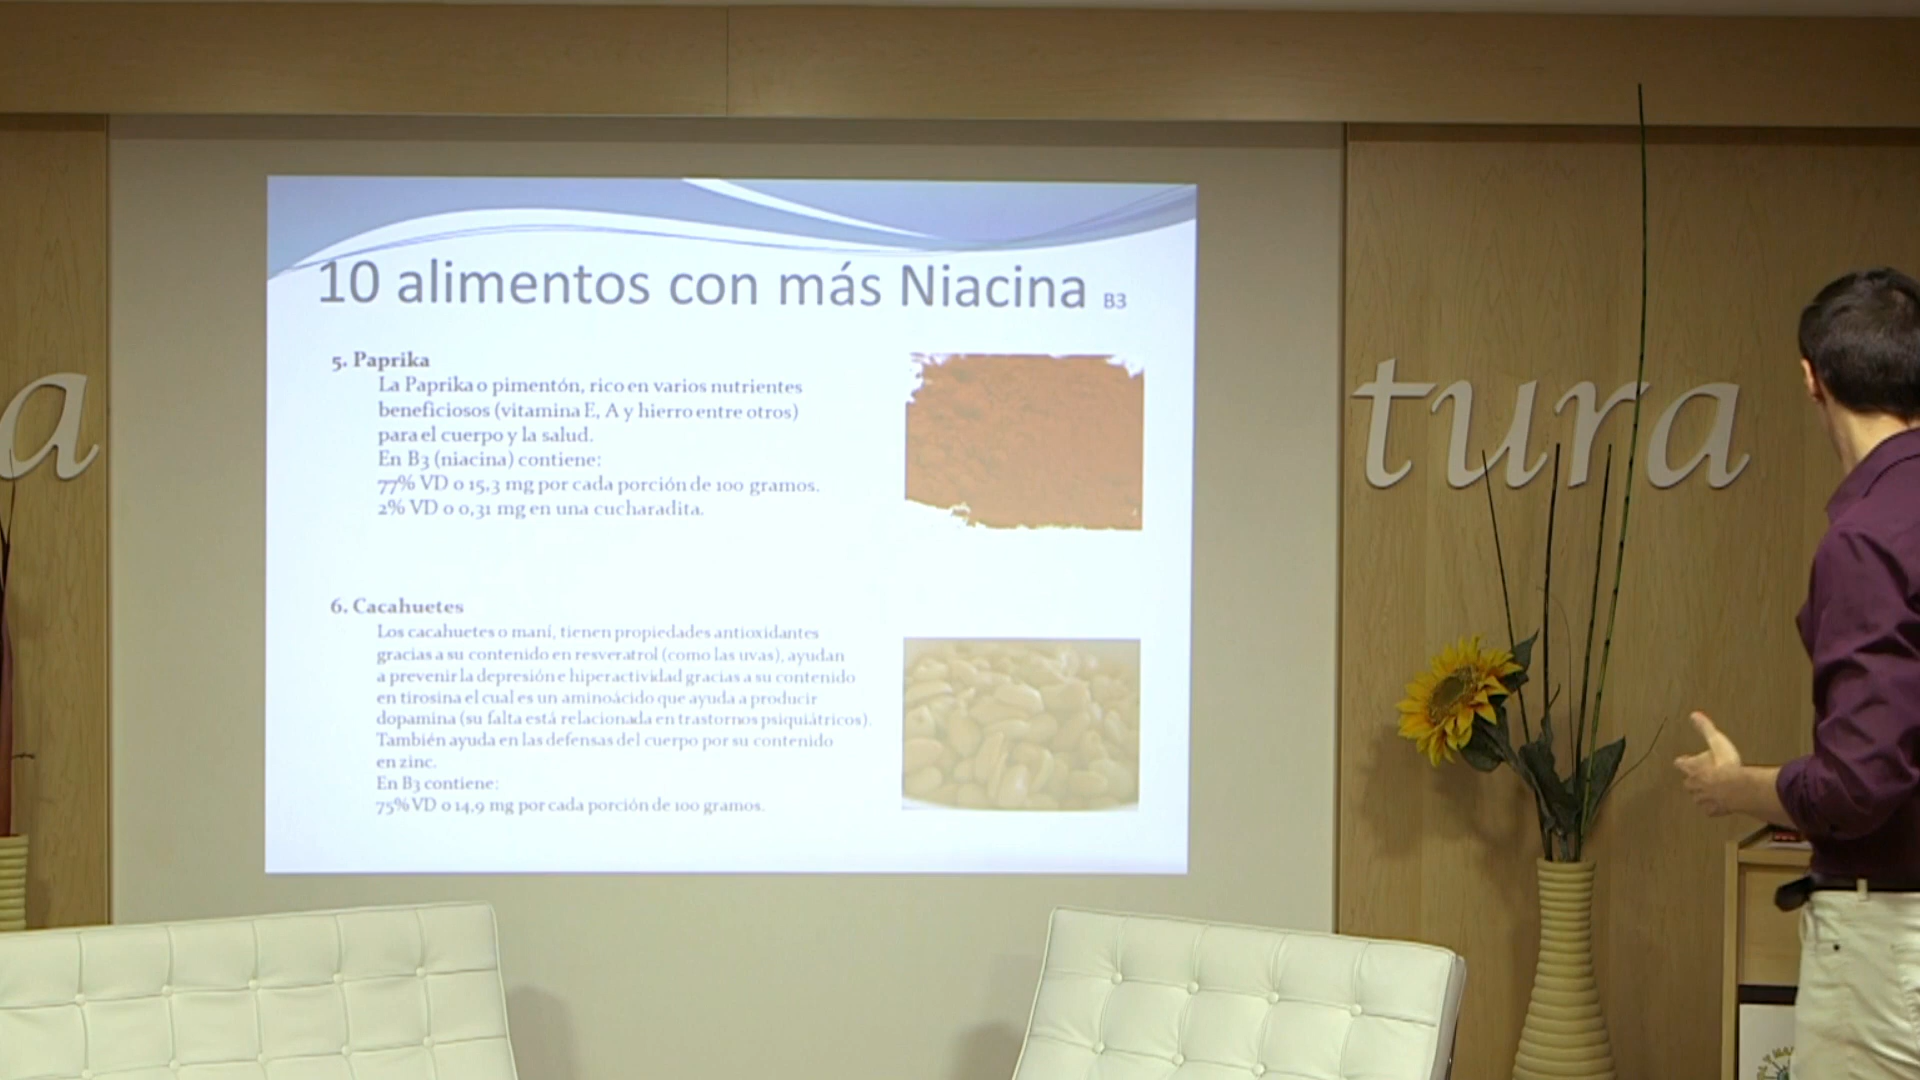 10 alimentos con más Niacina B3
5. Paprika
La Paprika o pimentón, rico en varios nutrientes
beneficiosos (vitamina E, A y hierro entre otros)
para el cuerpo y la salud.
En B3 (niacina) contiene:
77% VD o 15,3 mg por cada porción de 100 gramos.
2% VD o 0,31 mg en una cucharadita.
6. Cacahuetes
Los cacahuetes o maní, tienen propiedades antioxidantes
gracias a su contenido en resveratrol (como las uvas), ayudan
a prevenir la depresión e hiperactividad gracias a su contenido
en tirosina el cual es un aminoácido que ayuda a producir
dopamina (su falta está relacionada en trastornos psiquiátricos).
También ayuda en las defensas del cuerpo por su contenido
en zinc.
En B3 contiene:
75% VD o 14,9 mg por cada porción de 100 gramos.
a
tura